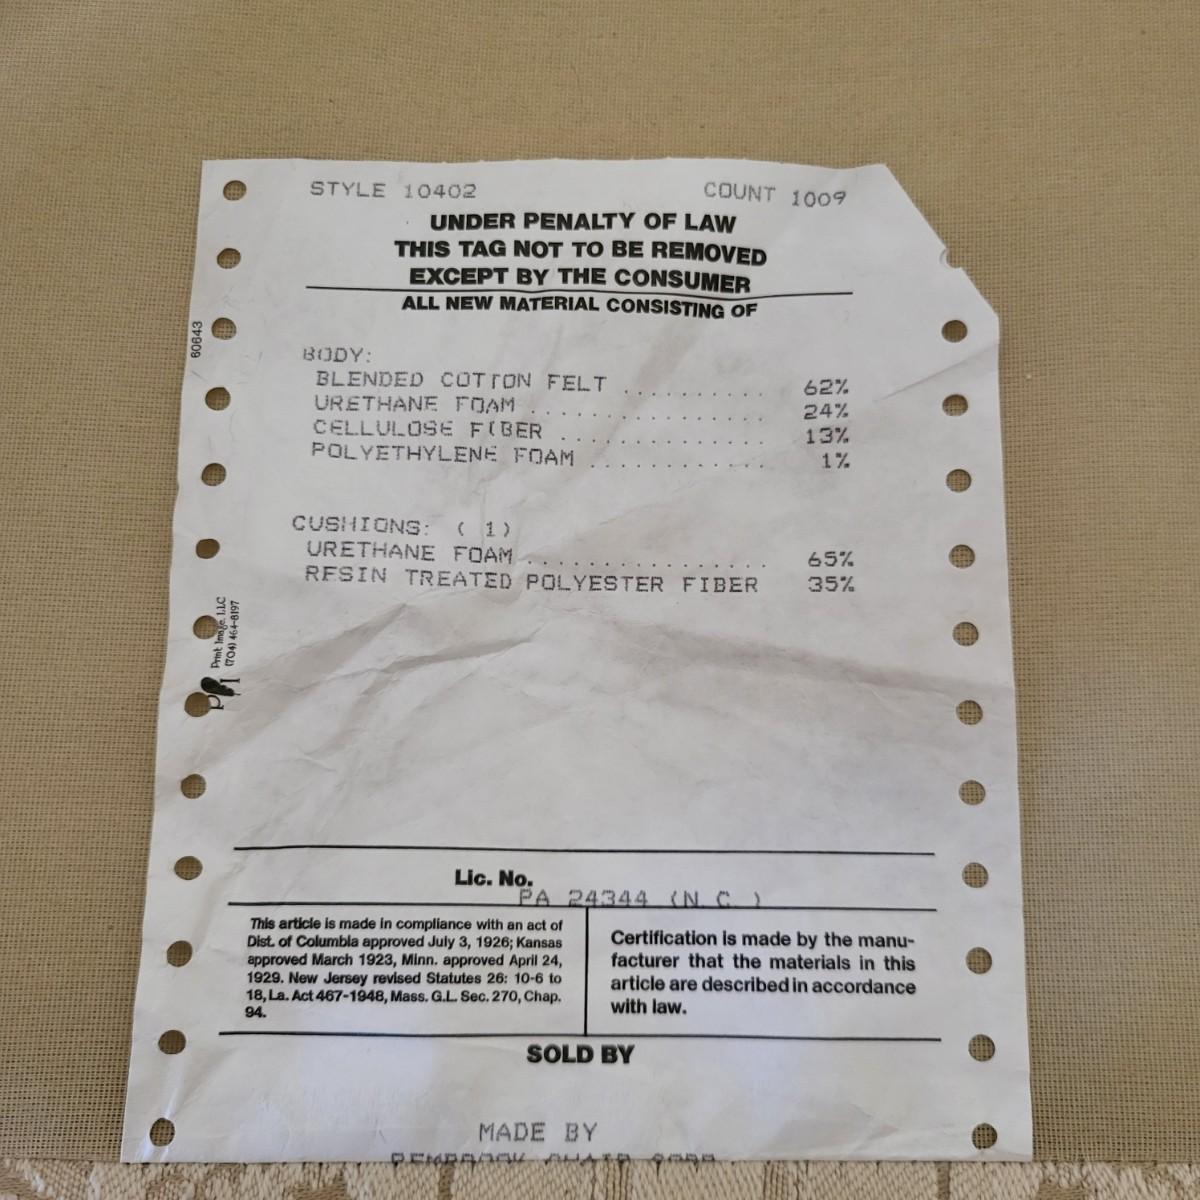 STYLE 10402 COUNT 1009
UNDER PENALTY OF LAW
THIS TAG NOT TO BE REMOVED
EXCEPT BY THE CONSUMER
ALL NEW MATERIAL CONSISTING OF
60643
BODY:
BLENDED COTTON FELT .......... 62%
URETHANE FOAM ................ 24%
CELLULOSE FIBER .............. 13%
POLYETHYLENE FOAM ............ 1%
CUSHIONS: ( 1)
URETHANE FOAM ................. 65%
RESIN TREATED POLYESTER FIBER 35%
Print Image, LLC
(704) 464-8197
Lic. No.
PA 24344 (N.C.)
This article is made in compliance with an act of
Dist. of Columbia approved July 3, 1926; Kansas
approved March 1923, Minn. approved April 24,
1929. New Jersey revised Statutes 26: 10-6 to
18, La. Act 467-1948, Mass. G.L. Sec. 270, Chap.
94.
Certification is made by the manu-
facturer that the materials in this
article are described in accordance
with law.
SOLD BY
MADE BY
PEMBROOK CHAIR CORP